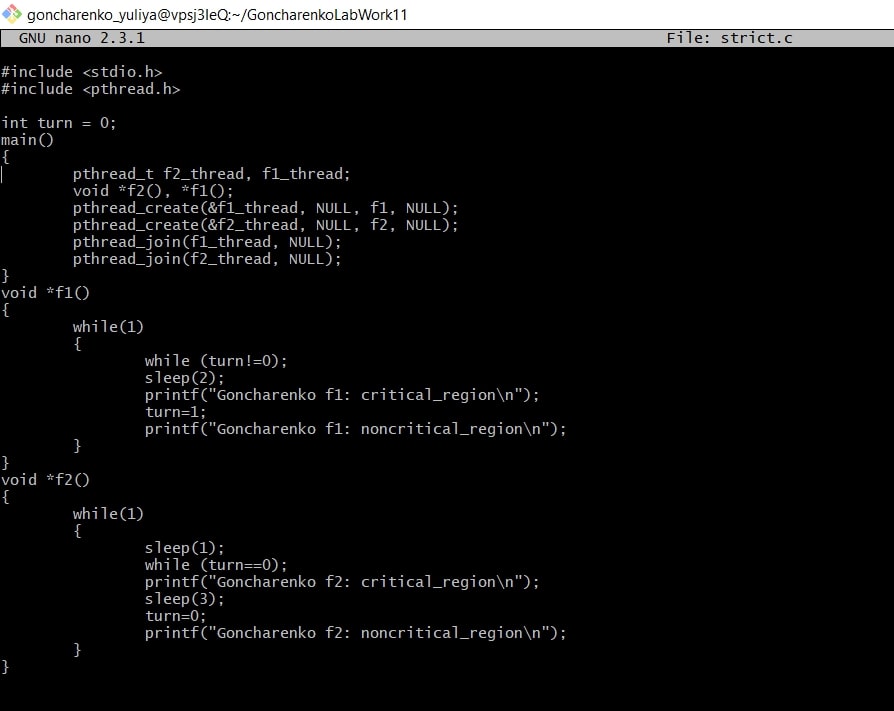 goncharenko_yuliya@vpsj3IeQ:~/GoncharenkoLabWork11
GNU nano 2.3.1 File: strict.c
#include <stdio.h>
#include <pthread.h>
int turn = 0;
main()
{
pthread_t f2_thread, f1_thread;
void *f2(), *f1();
pthread_create(&f1_thread, NULL, f1, NULL);
pthread_create(&f2_thread, NULL, f2, NULL);
pthread_join(f1_thread, NULL);
pthread_join(f2_thread, NULL);
}
void *f1()
{
while(1)
{
while (turn!=0);
sleep(2);
printf("Goncharenko f1: critical_region\n");
turn=1;
printf("Goncharenko f1: noncritical_region\n");
}
}
void *f2()
{
while(1)
{
sleep(1);
while (turn==0);
printf("Goncharenko f2: critical_region\n");
sleep(3);
turn=0;
printf("Goncharenko f2: noncritical_region\n");
}
}